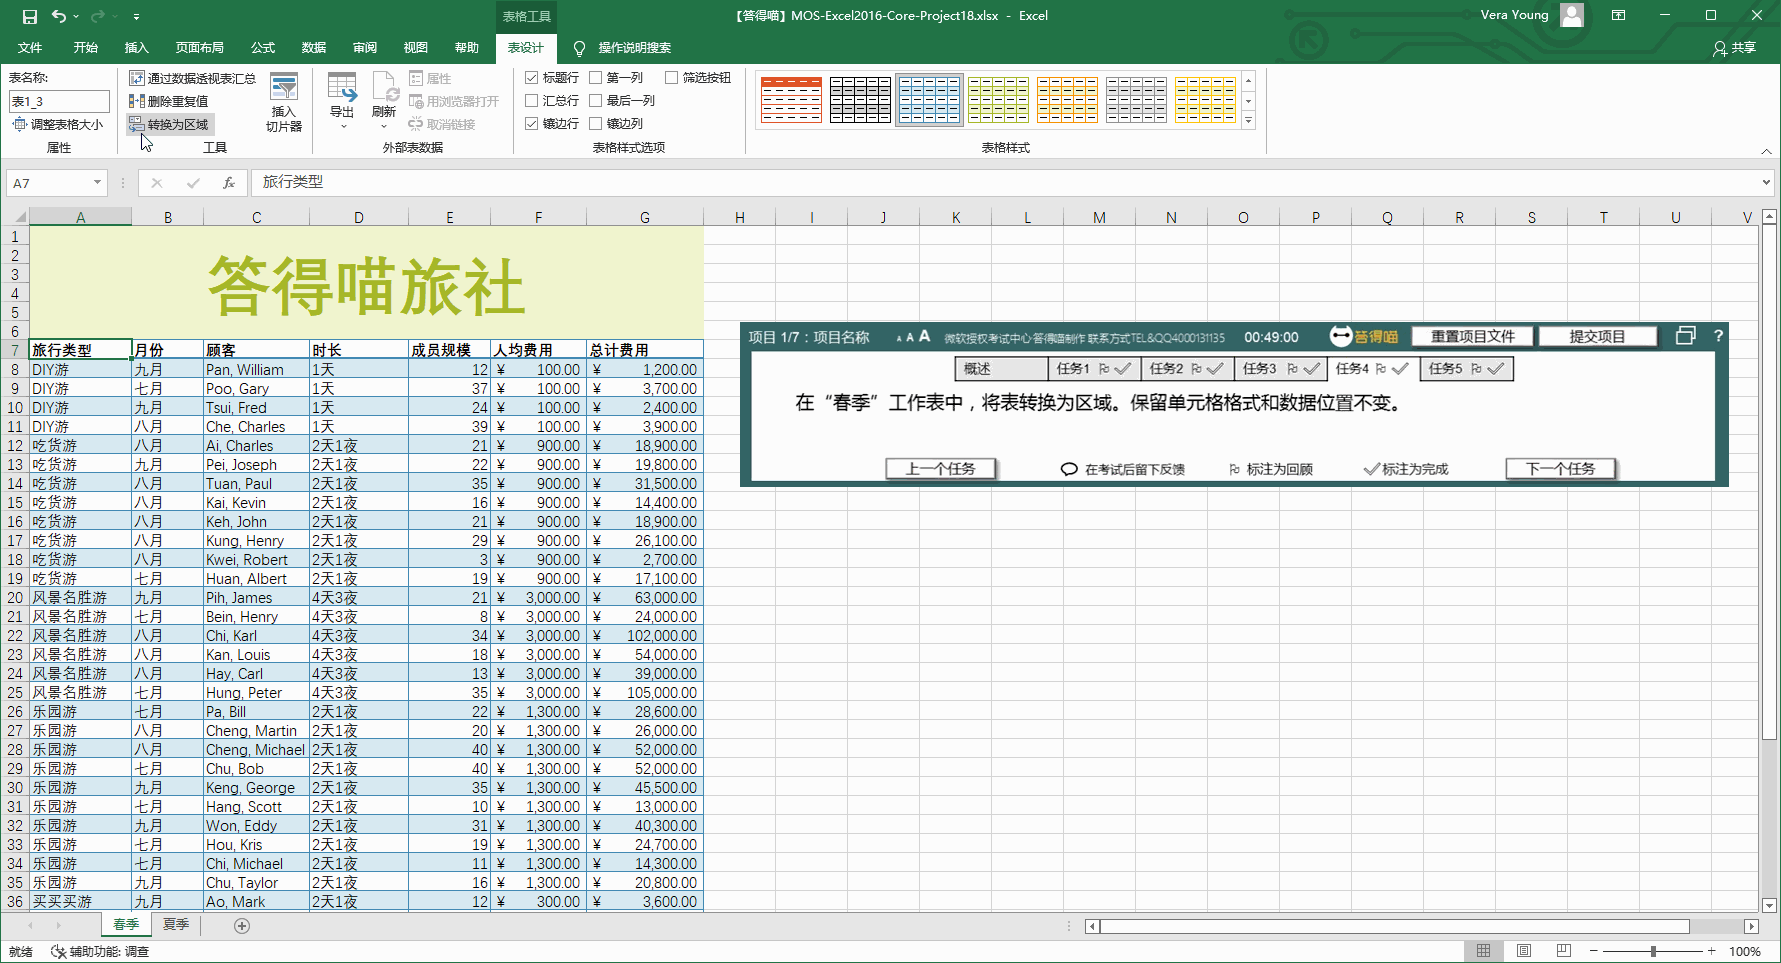 表格工具
【答得喵】MOS-Excel2016-Core-Project18.xlsx - Excel
Vera Young
文件 开始 插入 页面布局 公式 数据 审阅 视图 帮助 表设计 操作说明搜索 共享
表名称:
表1_3
调整表格大小
属性
通过数据透视表汇总
删除重复值
转换为区域
插入
切片器
工具
导出
刷新
属性
用浏览器打开
取消链接
外部表数据
标题行 第一列 筛选按钮
汇总行 最后一列
镶边行 镶边列
表格样式选项
表格样式
A7 fx 旅行类型
A B C D E F G H I J K L M N O P Q R S T U V
1
2
3
4
5
6
答得喵旅社
7 旅行类型 月份 顾客 时长 成员规模 人均费用 总计费用
8 DIY游 九月 Pan, William 1天 12 ¥ 100.00 ¥ 1,200.00
9 DIY游 七月 Poo, Gary 1天 37 ¥ 100.00 ¥ 3,700.00
10 DIY游 九月 Tsui, Fred 1天 24 ¥ 100.00 ¥ 2,400.00
11 DIY游 八月 Che, Charles 1天 39 ¥ 100.00 ¥ 3,900.00
12 吃货游 八月 Ai, Charles 2天1夜 21 ¥ 900.00 ¥ 18,900.00
13 吃货游 九月 Pei, Joseph 2天1夜 22 ¥ 900.00 ¥ 19,800.00
14 吃货游 八月 Tuan, Paul 2天1夜 35 ¥ 900.00 ¥ 31,500.00
15 吃货游 八月 Kai, Kevin 2天1夜 16 ¥ 900.00 ¥ 14,400.00
16 吃货游 八月 Keh, John 2天1夜 21 ¥ 900.00 ¥ 18,900.00
17 吃货游 八月 Kung, Henry 2天1夜 29 ¥ 900.00 ¥ 26,100.00
18 吃货游 八月 Kwei, Robert 2天1夜 3 ¥ 900.00 ¥ 2,700.00
19 吃货游 七月 Huan, Albert 2天1夜 19 ¥ 900.00 ¥ 17,100.00
20 风景名胜游 九月 Pih, James 4天3夜 21 ¥ 3,000.00 ¥ 63,000.00
21 风景名胜游 七月 Bein, Henry 4天3夜 8 ¥ 3,000.00 ¥ 24,000.00
22 风景名胜游 八月 Chi, Karl 4天3夜 34 ¥ 3,000.00 ¥ 102,000.00
23 风景名胜游 八月 Kan, Louis 4天3夜 18 ¥ 3,000.00 ¥ 54,000.00
24 风景名胜游 八月 Hay, Carl 4天3夜 13 ¥ 3,000.00 ¥ 39,000.00
25 风景名胜游 七月 Hung, Peter 4天3夜 35 ¥ 3,000.00 ¥ 105,000.00
26 乐园游 七月 Pa, Bill 2天1夜 22 ¥ 1,300.00 ¥ 28,600.00
27 乐园游 八月 Cheng, Martin 2天1夜 20 ¥ 1,300.00 ¥ 26,000.00
28 乐园游 八月 Cheng, Michael 2天1夜 40 ¥ 1,300.00 ¥ 52,000.00
29 乐园游 七月 Chu, Bob 2天1夜 40 ¥ 1,300.00 ¥ 52,000.00
30 乐园游 九月 Keng, George 2天1夜 35 ¥ 1,300.00 ¥ 45,500.00
31 乐园游 七月 Hang, Scott 2天1夜 10 ¥ 1,300.00 ¥ 13,000.00
32 乐园游 九月 Won, Eddy 2天1夜 31 ¥ 1,300.00 ¥ 40,300.00
33 乐园游 七月 Hou, Kris 2天1夜 19 ¥ 1,300.00 ¥ 24,700.00
34 乐园游 七月 Chi, Michael 2天1夜 11 ¥ 1,300.00 ¥ 14,300.00
35 乐园游 九月 Chu, Taylor 2天1夜 16 ¥ 1,300.00 ¥ 20,800.00
36 买买买游 九月 Ao, Mark 2天1夜 12 ¥ 300.00 ¥ 3,600.00
项目 1/7：项目名称 A A A 微软授权考试中心·答得喵制作 联系方式TEL&QQ4000131135 00:49:00 答得喵 重置项目文件 提交项目 ?
概述 任务1 任务2 任务3 任务4 任务5
在“春季”工作表中，将表转换为区域。保留单元格格式和数据位置不变。
上一个任务 在考试后留下反馈 标注为回顾 标注为完成 下一个任务
春季 夏季
就绪 辅助功能: 调查 100%